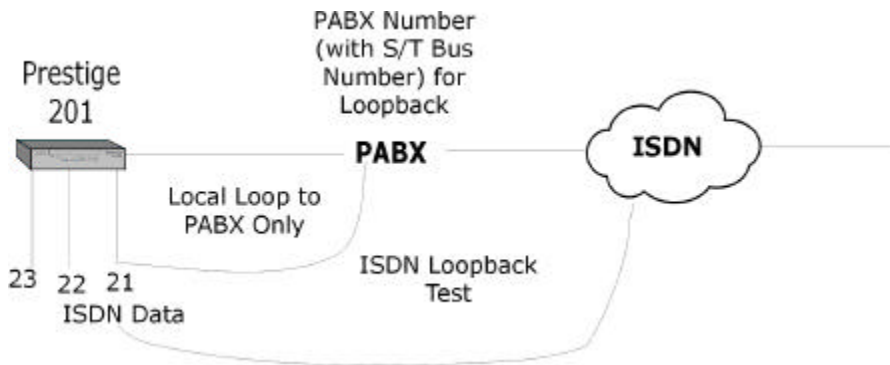 PABX Number
(with S/T Bus
Number) for
Loopback
Prestige
201
PABX
ISDN
Local Loop to
PABX Only
ISDN Loopback
Test
23
22
21
ISDN Data